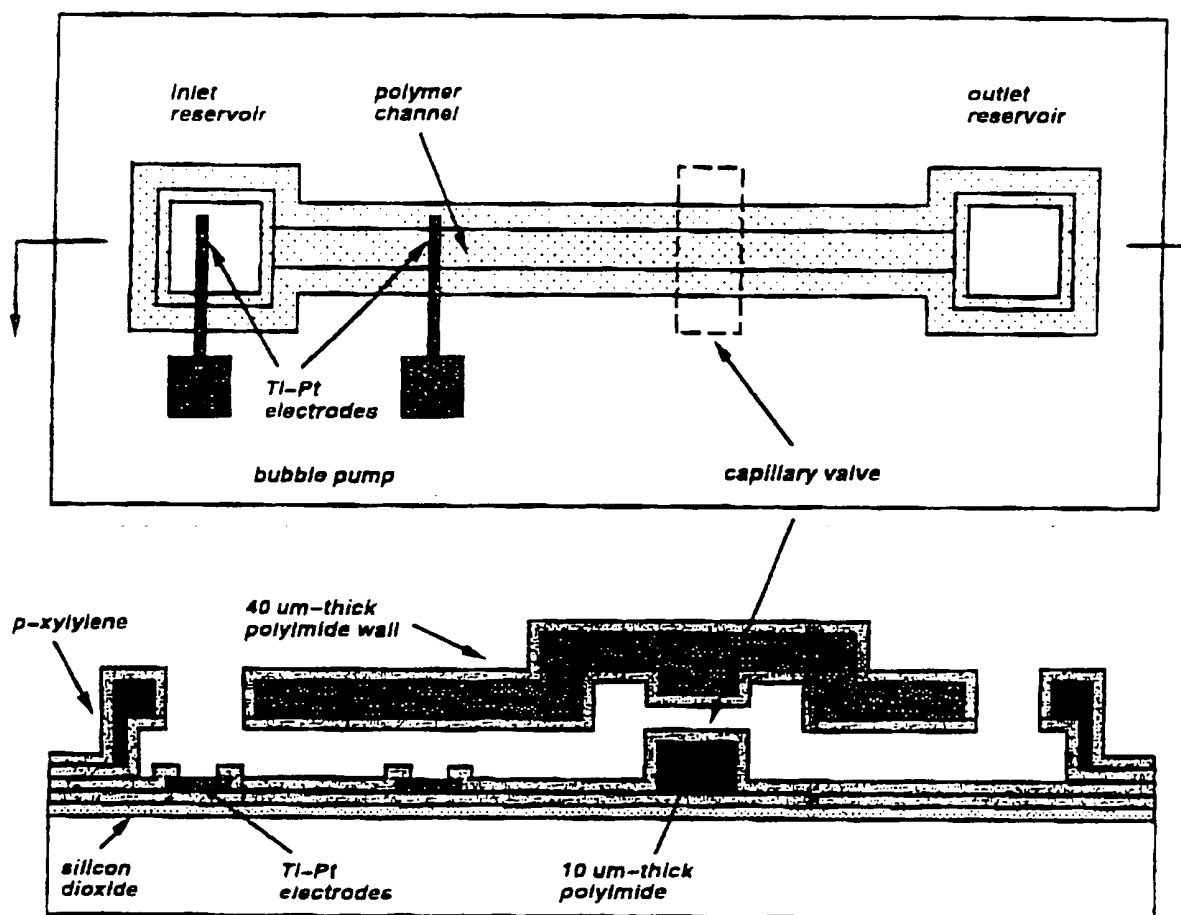 inlet
reservoir
polymer
channel
outlet
reservoir
Ti-Pt
electrodes
bubble pump
capillary valve
p-xylylene
40 um-thick
polyimide wall
silicon
dioxide
Ti-Pt
electrodes
10 um-thick
polyimide